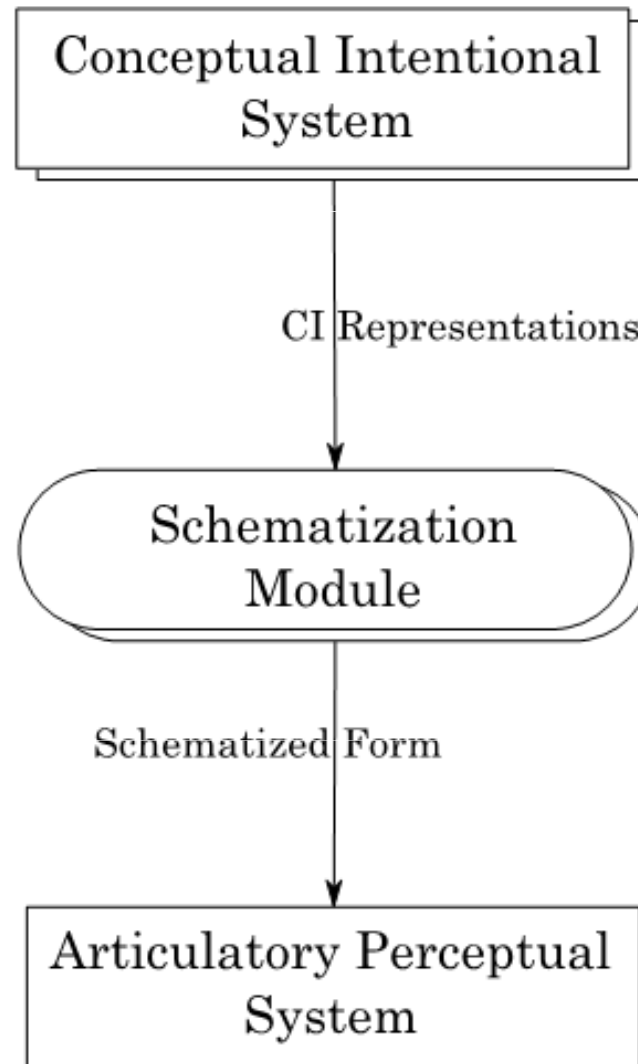 Conceptual Intentional
System
CI Representations
Schematization
Module
Schematized Form
Articulatory Perceptual
System